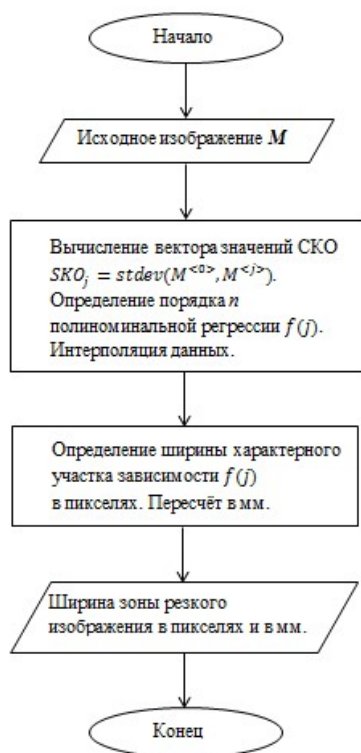 Начало
Исходное изображение M
Вычисление вектора значений СКО
SKO_j = stdev(M^{<0>}, M^{<j>}).
Определение порядка n
полиноминальной регрессии f(j).
Интерполяция данных.
Определение ширины характерного
участка зависимости f(j)
в пикселях. Пересчёт в мм.
Ширина зоны резкого
изображения в пикселях и в мм.
Конец